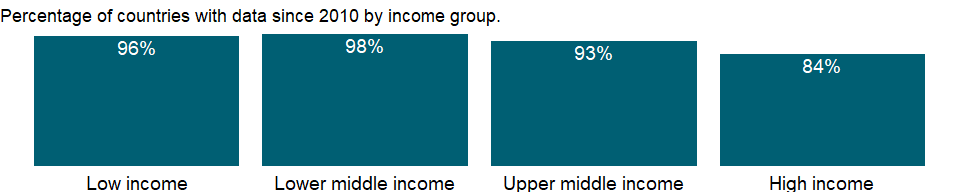 Percentage of countries with data since 2010 by income group.
96% 98% 93% 84%
Low income Lower middle income Upper middle income High income